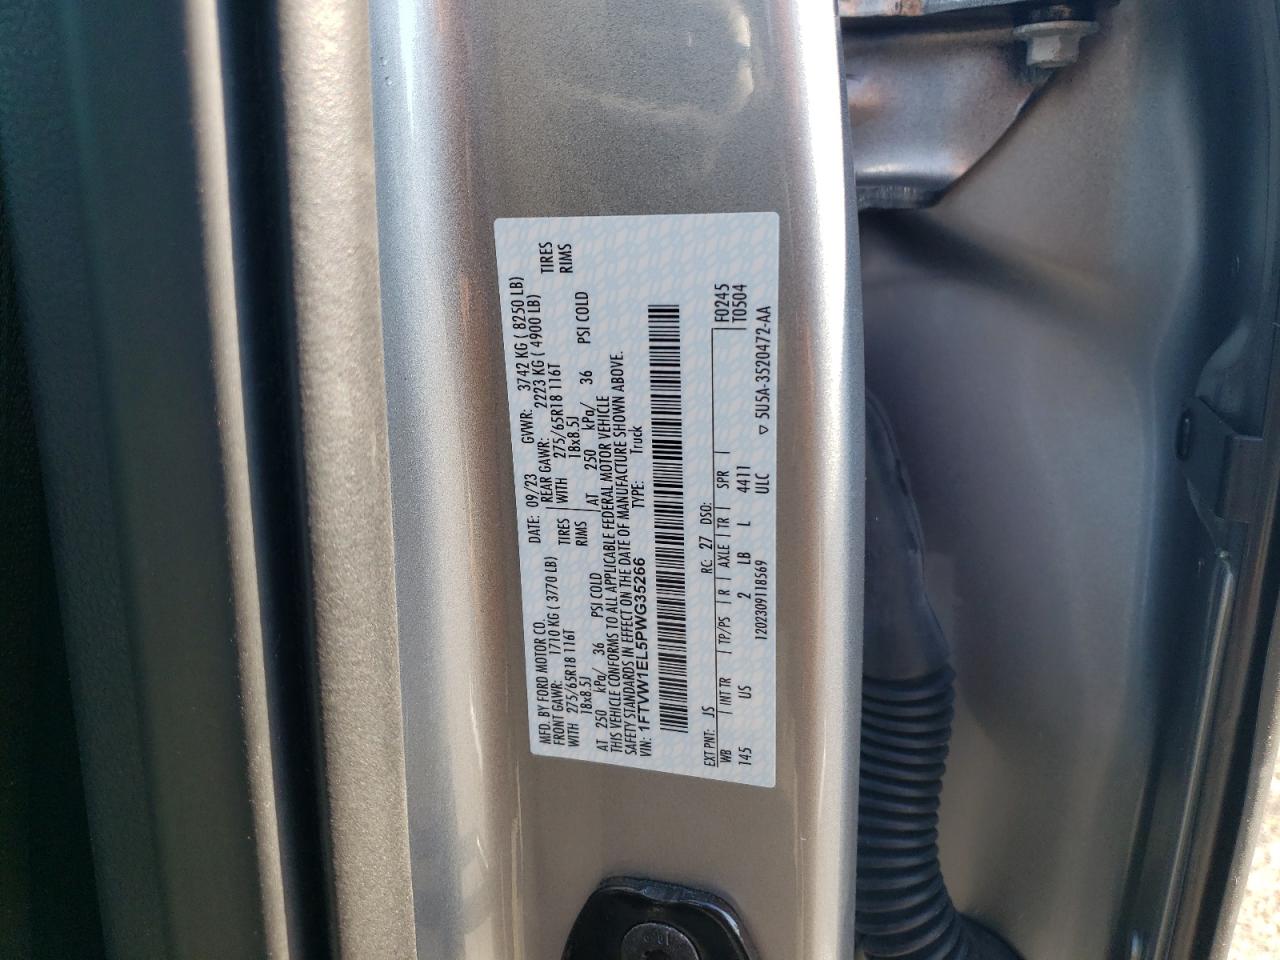 MFD. BY FORD MOTOR CO.
DATE: 09/23 GVWR: 3742 KG ( 8250 LB)
FRONT GAWR: 1710 KG ( 3770 LB)
REAR GAWR: 2223 KG ( 4900 LB)
WITH 275/65R18 116T TIRES
WITH 275/65R18 116T TIRES
18x8.5J RIMS
18x8.5J RIMS
AT 250 kPa/ 36 PSI COLD
AT 250 kPa/ 36 PSI COLD
THIS VEHICLE CONFORMS TO ALL APPLICABLE FEDERAL MOTOR VEHICLE
SAFETY STANDARDS IN EFFECT ON THE DATE OF MANUFACTURE SHOWN ABOVE.
VIN: 1FTVW1EL5PWG35266 TYPE: Truck
EXT PNT: JS RC: 27 DSO: F0245
WB INT TR TP/PS R AXLE TR SPR T0504
145 US 2 LB L 4411
1202309118569 ULC ▽ 5U5A-3520472-AA